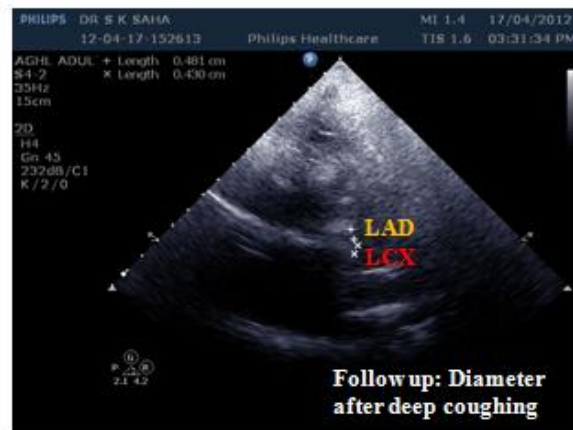 PHILIPS DR S K SAHA MI 1.4 17/04/2012
12-04-17-152613 Philips Healthcare TIS 1.6 03:31:34 PM
AGHL ADUL + Length 0.481 cm
S4-2 × Length 0.430 cm
35Hz
15cm
2D
H4
Gn 45
232dB/C1
K/2/0
LAD
LCX
G
P R
2.1 4.2
Follow up: Diameter
after deep coughing